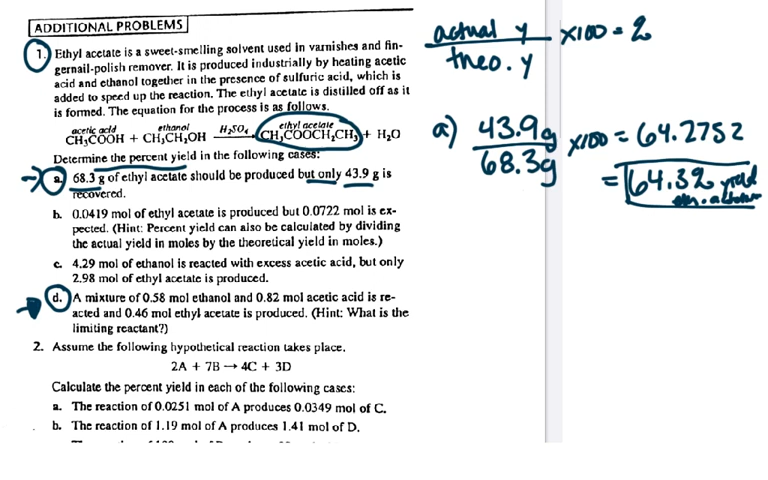 ADDITIONAL PROBLEMS
1. Ethyl acetate is a sweet-smelling solvent used in varnishes and fin-
gernail-polish remover. It is produced industrially by heating acetic
acid and ethanol together in the presence of sulfuric acid, which is
added to speed up the reaction. The ethyl acetate is distilled off as it
is formed. The equation for the process is as follows.
acetic acid ethanol ethyl acetate
CH₃COOH + CH₃CH₂OH H₂SO₄ → CH₃COOCH₂CH₃ + H₂O
Determine the percent yield in the following cases:
a. 68.3 g of ethyl acetate should be produced but only 43.9 g is
recovered.
b. 0.0419 mol of ethyl acetate is produced but 0.0722 mol is ex-
pected. (Hint: Percent yield can also be calculated by dividing
the actual yield in moles by the theoretical yield in moles.)
c. 4.29 mol of ethanol is reacted with excess acetic acid, but only
2.98 mol of ethyl acetate is produced.
d. A mixture of 0.58 mol ethanol and 0.82 mol acetic acid is re-
acted and 0.46 mol ethyl acetate is produced. (Hint: What is the
limiting reactant?)
2. Assume the following hypothetical reaction takes place.
2A + 7B → 4C + 3D
Calculate the percent yield in each of the following cases:
a. The reaction of 0.0251 mol of A produces 0.0349 mol of C.
b. The reaction of 1.19 mol of A produces 1.41 mol of D.
actual y
theo. y
×100 =
a) 43.9g
68.3g
×100 = 64.275%
= 64.3% yield